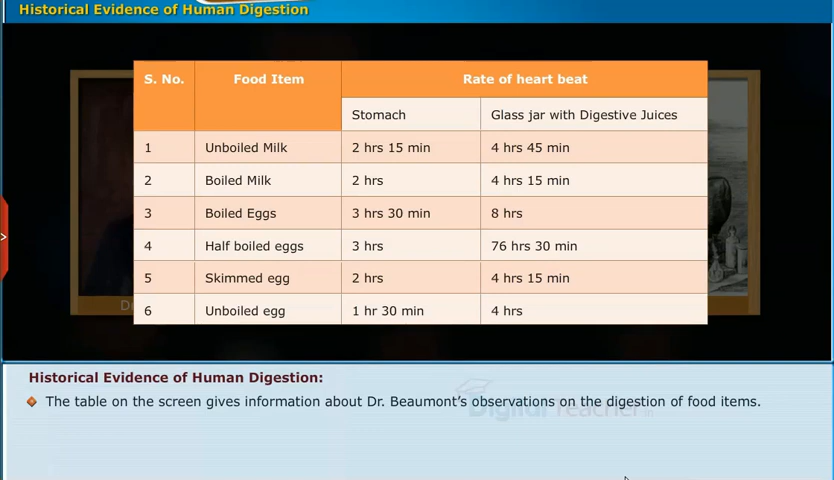 Historical Evidence of Human Digestion
S. No. Food Item Rate of heart beat
Stomach Glass jar with Digestive Juices
1 Unboiled Milk 2 hrs 15 min 4 hrs 45 min
2 Boiled Milk 2 hrs 4 hrs 15 min
3 Boiled Eggs 3 hrs 30 min 8 hrs
4 Half boiled eggs 3 hrs 76 hrs 30 min
5 Skimmed egg 2 hrs 4 hrs 15 min
6 Unboiled egg 1 hr 30 min 4 hrs
Historical Evidence of Human Digestion:
The table on the screen gives information about Dr. Beaumont's observations on the digestion of food items.
Digital Teacher